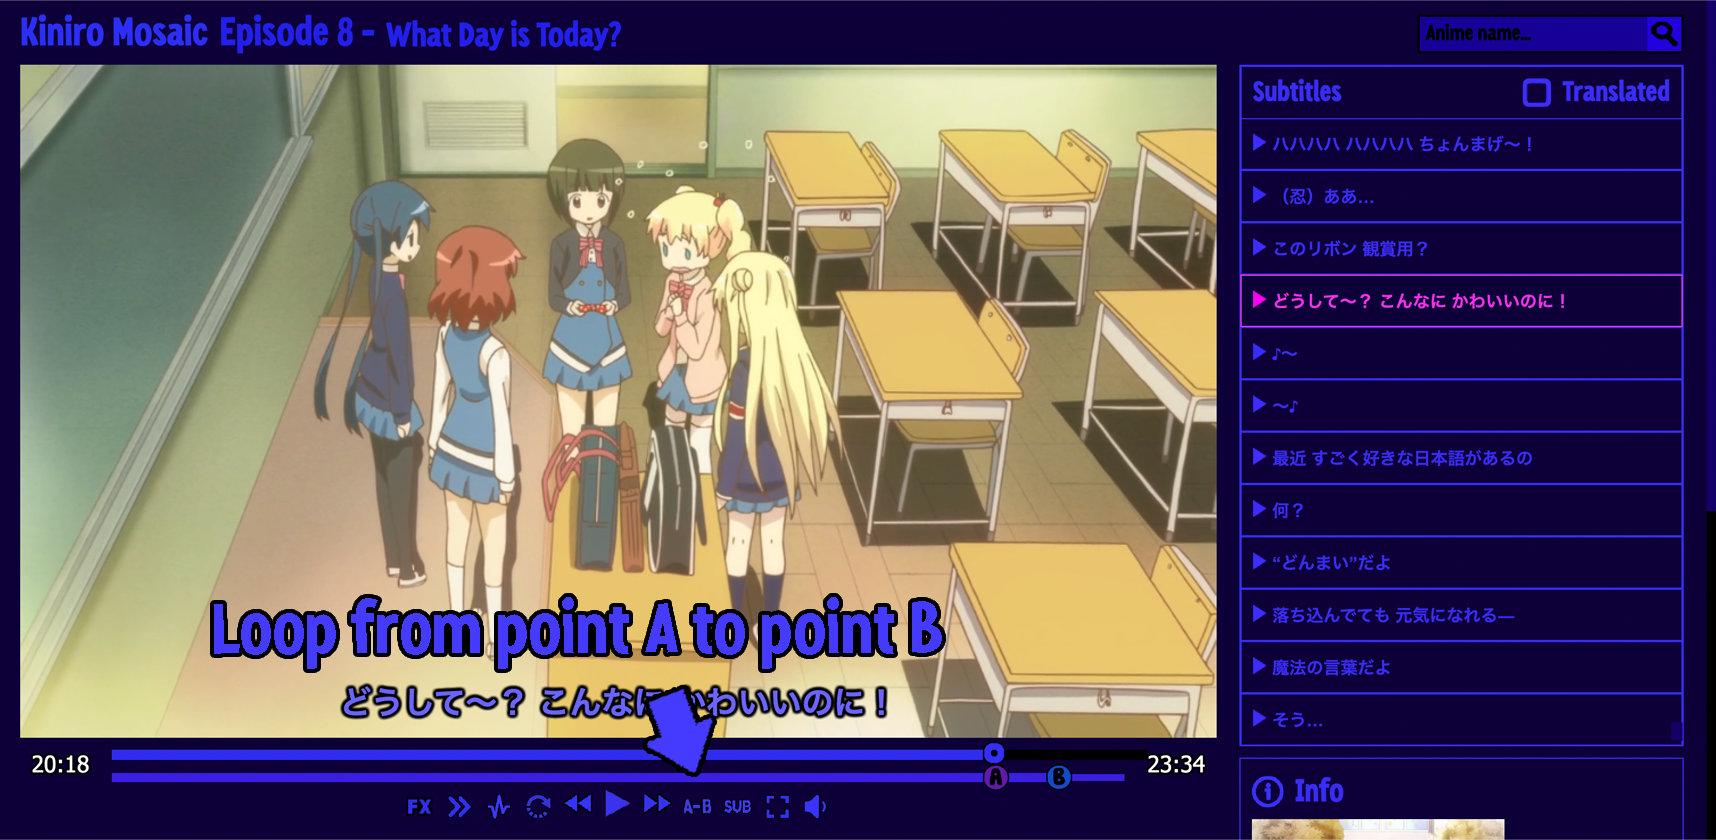 Kiniro Mosaic Episode 8 - What Day is Today?
Anime name...
Subtitles
Translated
ハハハハ ハハハハ ちょんまげ～！
（忍）ああ…
このリボン 観賞用？
どうして～？ こんなに かわいいのに！
♪～
～♪
最近 すごく好きな日本語があるの
何？
“どんまい”だよ
落ち込んでても 元気になれる―
魔法の言葉だよ
そう…
Loop from point A to point B
どうして～？ こんなにかわいいのに！
20:18
23:34
A
B
FX
A-B
SUB
Info